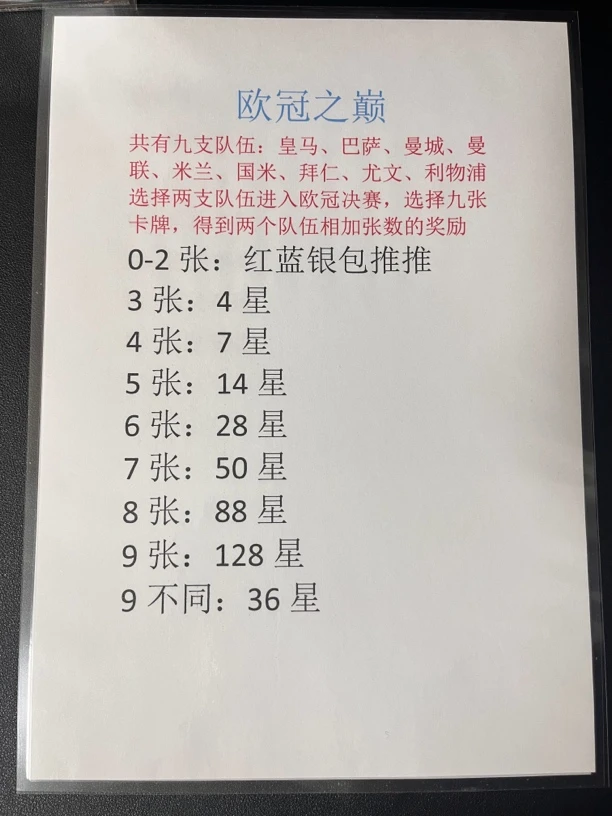 欧冠之巅
共有九支队伍：皇马、巴萨、曼城、曼
联、米兰、国米、拜仁、尤文、利物浦
选择两支队伍进入欧冠决赛，选择九张
卡牌，得到两个队伍相加张数的奖励
0-2 张：红蓝银包推推
3 张：4 星
4 张：7 星
5 张：14 星
6 张：28 星
7 张：50 星
8 张：88 星
9 张：128 星
9 不同：36 星